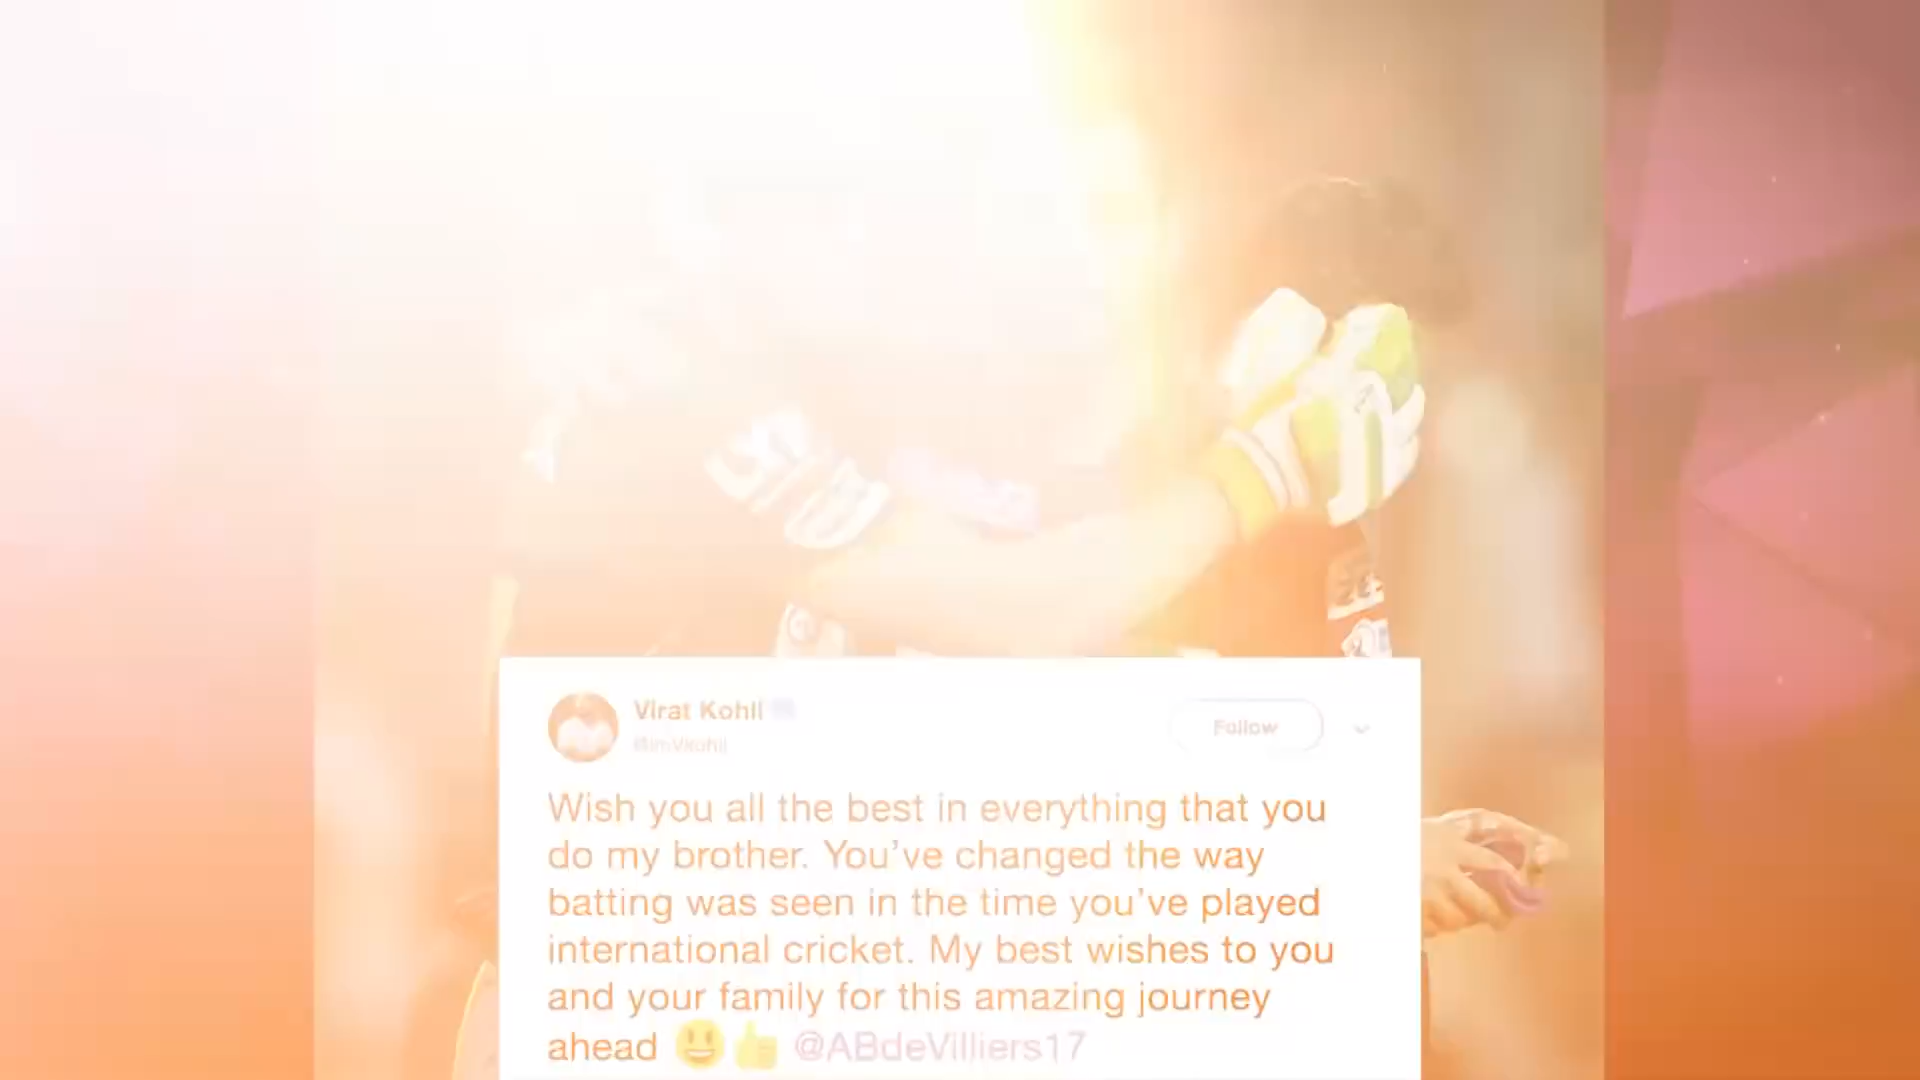 Virat Kohli
@imVkohli
Follow
Wish you all the best in everything that you
do my brother. You've changed the way
batting was seen in the time you've played
international cricket. My best wishes to you
and your family for this amazing journey
ahead 😃👍 @ABdeVilliers17